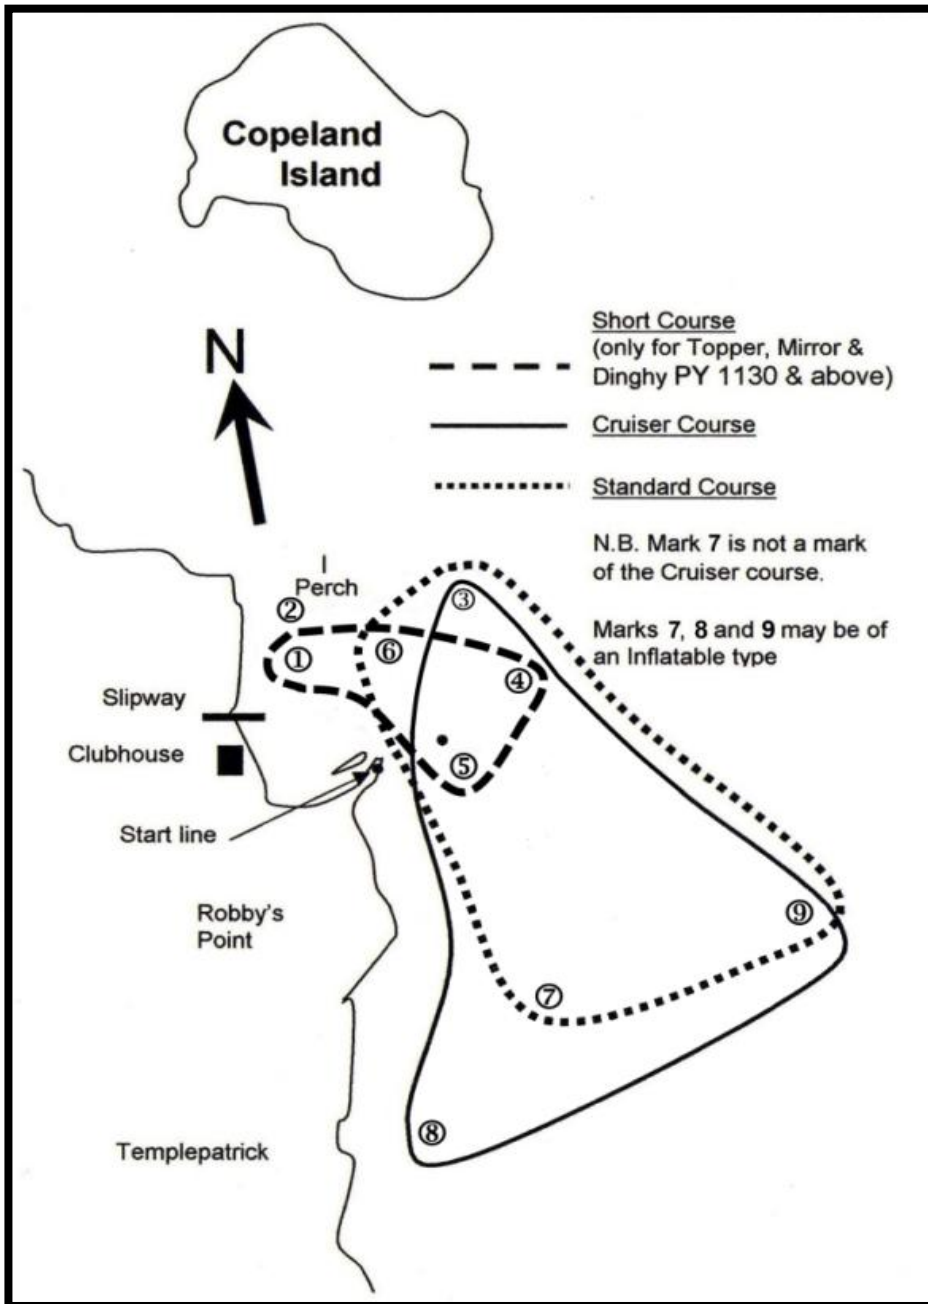 Copeland
Island
N
Short Course
(only for Topper, Mirror &
Dinghy PY 1130 & above)
Cruiser Course
Standard Course
N.B. Mark 7 is not a mark
of the Cruiser course.
Marks 7, 8 and 9 may be of
an Inflatable type
I
Perch
②
③
①
⑥
④
Slipway
Clubhouse
⑤
Start line
Robby's
Point
⑨
⑦
⑧
Templepatrick